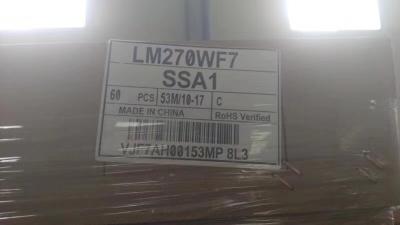 LM270WF7
SSA1
60 PCS 53M/10-17 C
MADE IN CHINA RoHS Verified
VJF7AH00153MP 8L3